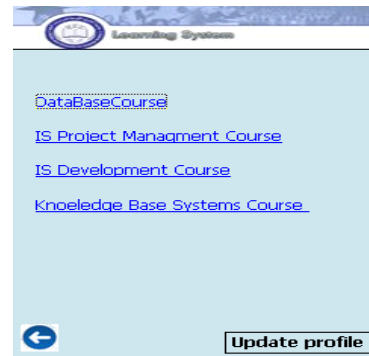 Learning System
DataBaseCourse
IS Project Managment Course
IS Development Course
Knoeledge Base Systems Course
Update profile